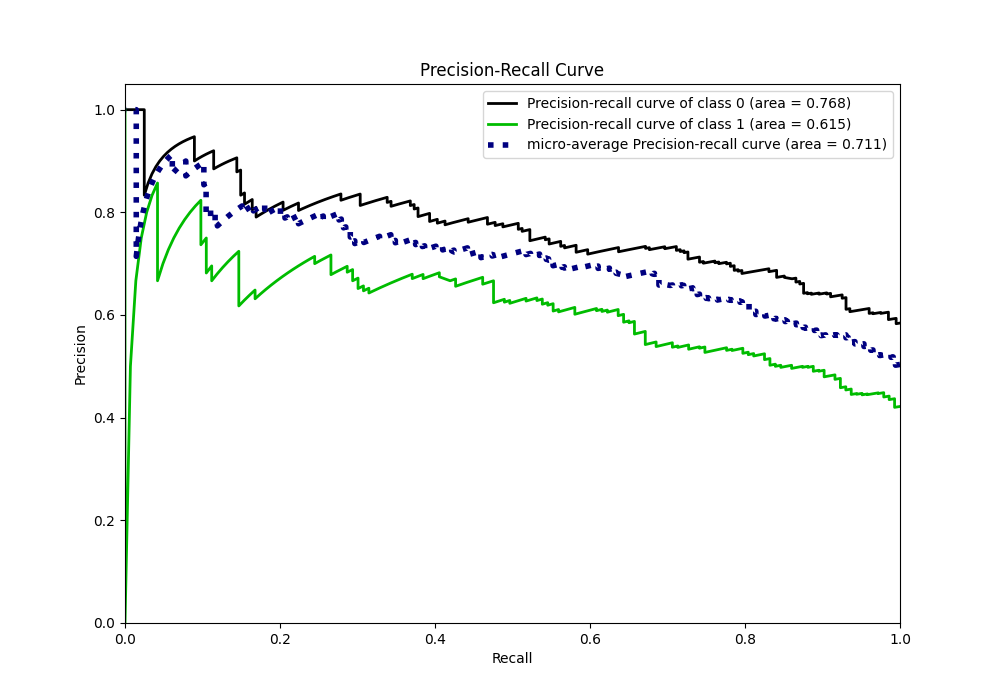 Precision-Recall Curve
Precision-recall curve of class 0 (area = 0.768)
Precision-recall curve of class 1 (area = 0.615)
micro-average Precision-recall curve (area = 0.711)
1.0
0.8
0.6
0.4
0.2
0.0
Precision
0.0 0.2 0.4 0.6 0.8 1.0
Recall